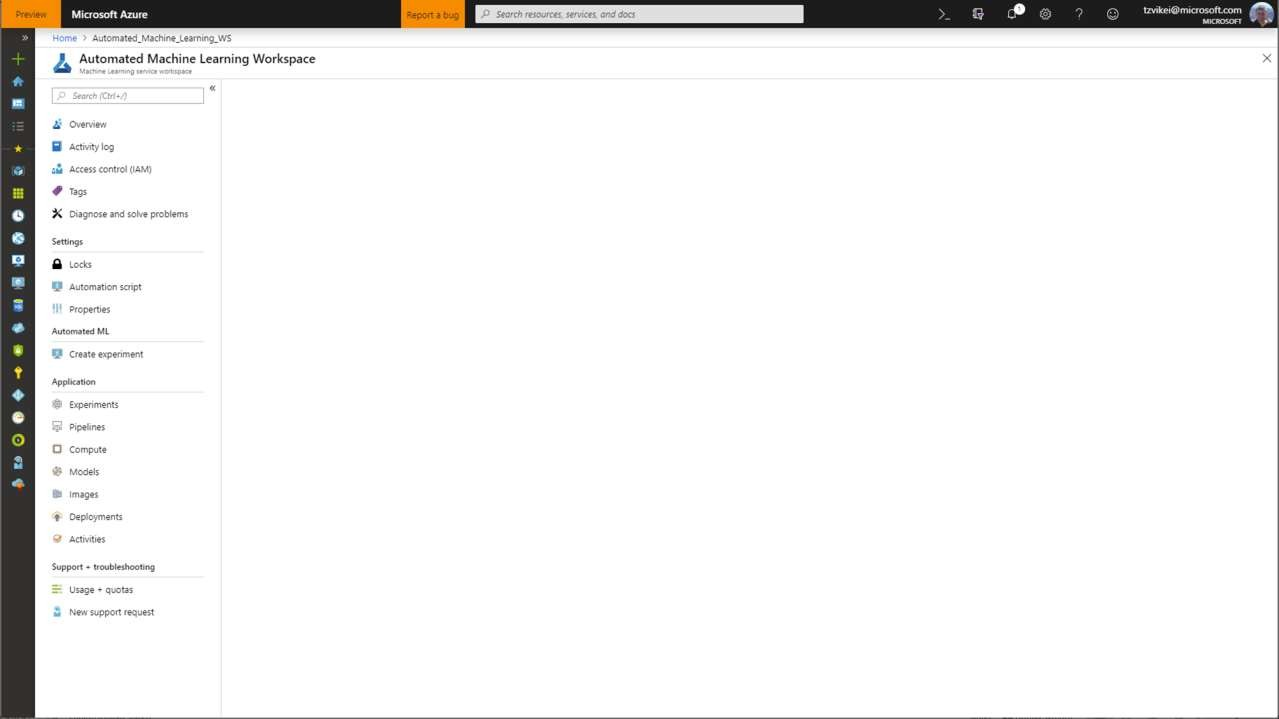 Preview
Microsoft Azure
Report a bug
Search resources, services, and docs
1
tzvikei@microsoft.com
MICROSOFT
Home > Automated_Machine_Learning_WS
Automated Machine Learning Workspace
Machine Learning service workspace
Search (Ctrl+/)
Overview
Activity log
Access control (IAM)
Tags
Diagnose and solve problems
Settings
Locks
Automation script
Properties
Automated ML
Create experiment
Application
Experiments
Pipelines
Compute
Models
Images
Deployments
Activities
Support + troubleshooting
Usage + quotas
New support request